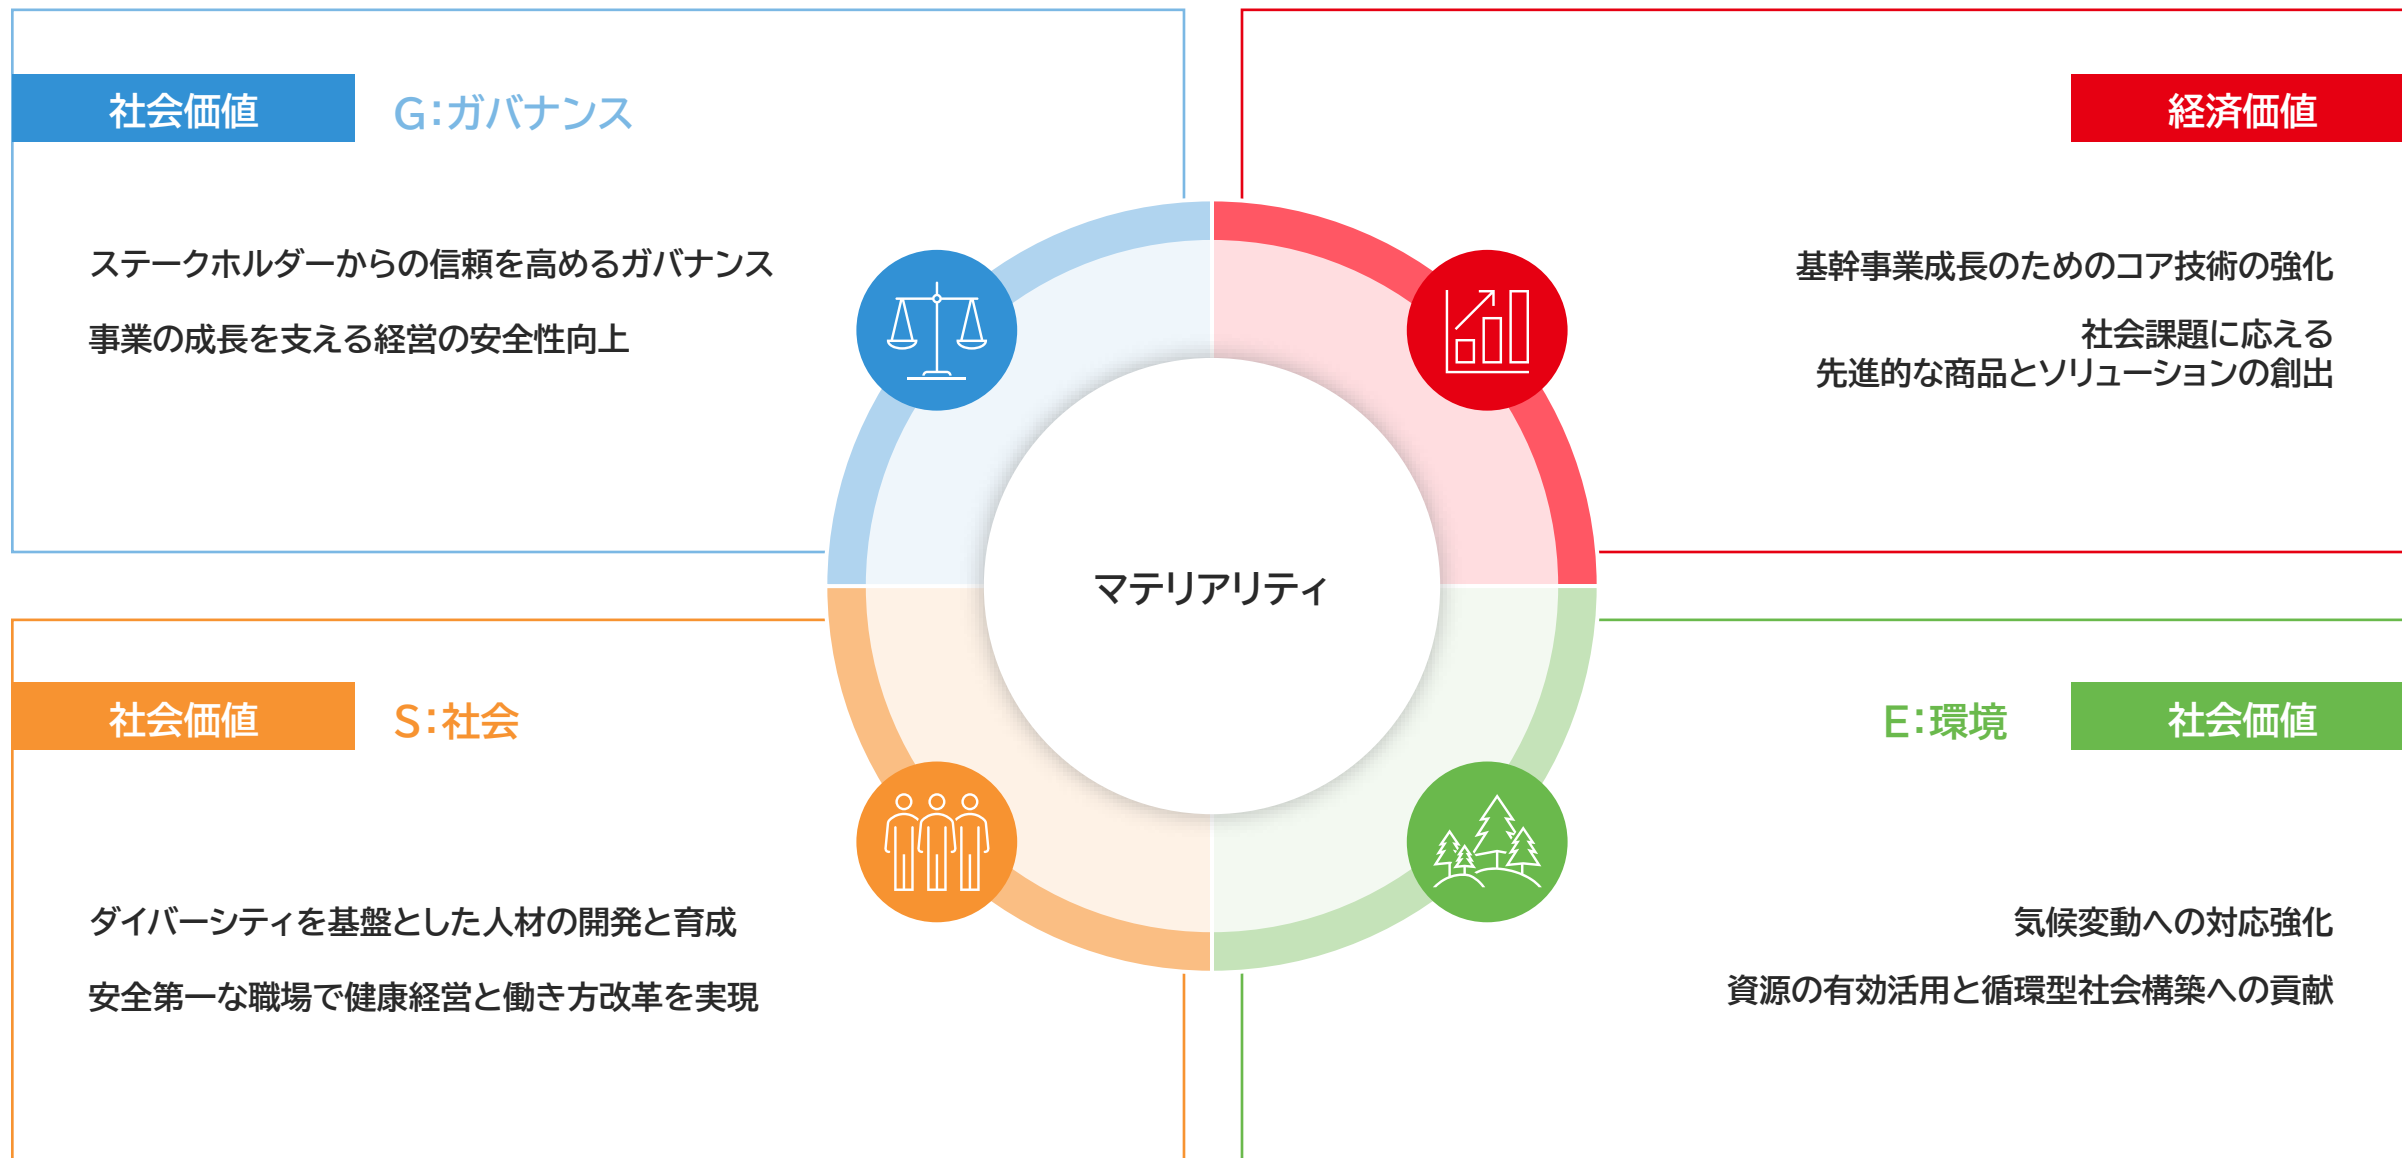 社会価値
G：ガバナンス
ステークホルダーからの信頼を高めるガバナンス
事業の成長を支える経営の安全性向上
経済価値
基幹事業成長のためのコア技術の強化
社会課題に応える
先進的な商品とソリューションの創出
マテリアリティ
社会価値
S：社会
ダイバーシティを基盤とした人材の開発と育成
安全第一な職場で健康経営と働き方改革を実現
E：環境
社会価値
気候変動への対応強化
資源の有効活用と循環型社会構築への貢献